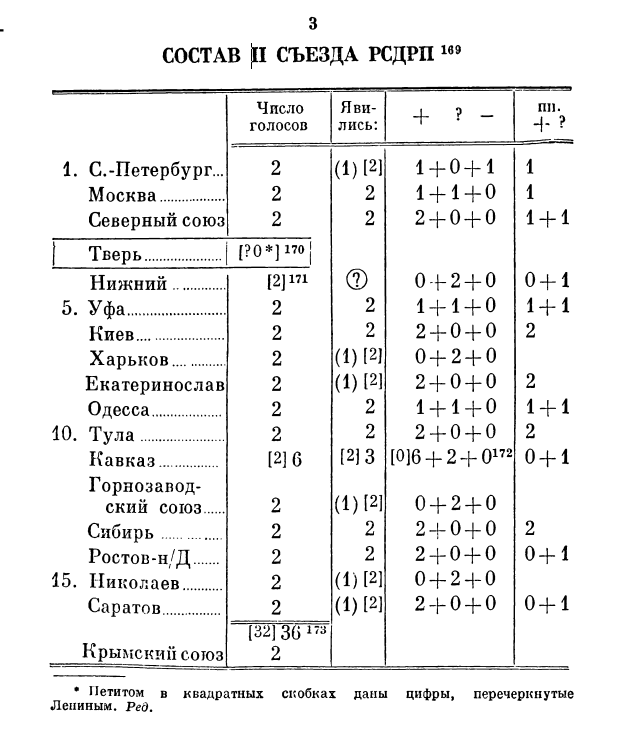 3
СОСТАВ II СЪЕЗДА РСДРП 169
Число голосов | Яви-лись: | + ? − | пп. + ?
1. С.-Петербург... 2 (1) [2] 1+0+1 1
Москва 2 2 1+1+0 1
Северный союз 2 2 2+0+0 1+1
Тверь [?0*] 170
Нижний [2] 171 (?) 0+2+0 0+1
5. Уфа 2 2 1+1+0 1+1
Киев 2 2 2+0+0 2
Харьков 2 (1) [2] 0+2+0
Екатеринослав 2 (1) [2] 2+0+0 2
Одесса 2 2 1+1+0 1+1
10. Тула 2 2 2+0+0 2
Кавказ [2] 6 [2] 3 [0]6+2+0 172 0+1
Горнозавод-
ский союз 2 (1) [2] 0+2+0
Сибирь 2 2 2+0+0 2
Ростов-н/Д 2 2 2+0+0 0+1
15. Николаев 2 (1) [2] 0+2+0
Саратов 2 (1) [2] 2+0+0 0+1
[32] 36 173
Крымский союз 2
* Петитом в квадратных скобках даны цифры, перечеркнутые
Лениным. Ред.